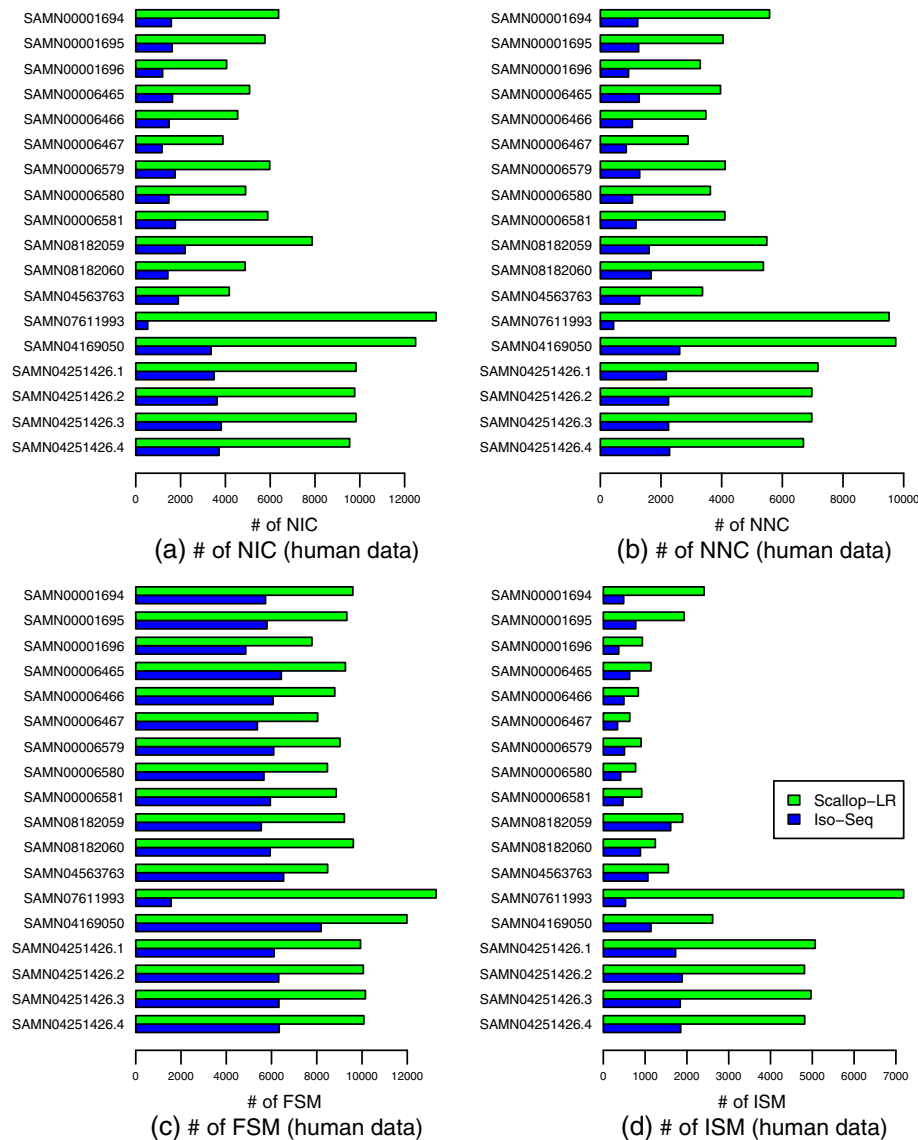 SAMN00001694
SAMN00001695
SAMN00001696
SAMN00006465
SAMN00006466
SAMN00006467
SAMN00006579
SAMN00006580
SAMN00006581
SAMN08182059
SAMN08182060
SAMN04563763
SAMN07611993
SAMN04169050
SAMN04251426.1
SAMN04251426.2
SAMN04251426.3
SAMN04251426.4
0 2000 4000 6000 8000 10000 12000
# of NIC
(a) # of NIC (human data)
SAMN00001694
SAMN00001695
SAMN00001696
SAMN00006465
SAMN00006466
SAMN00006467
SAMN00006579
SAMN00006580
SAMN00006581
SAMN08182059
SAMN08182060
SAMN04563763
SAMN07611993
SAMN04169050
SAMN04251426.1
SAMN04251426.2
SAMN04251426.3
SAMN04251426.4
0 2000 4000 6000 8000 10000
# of NNC
(b) # of NNC (human data)
SAMN00001694
SAMN00001695
SAMN00001696
SAMN00006465
SAMN00006466
SAMN00006467
SAMN00006579
SAMN00006580
SAMN00006581
SAMN08182059
SAMN08182060
SAMN04563763
SAMN07611993
SAMN04169050
SAMN04251426.1
SAMN04251426.2
SAMN04251426.3
SAMN04251426.4
0 2000 4000 6000 8000 10000 12000
# of FSM
(c) # of FSM (human data)
SAMN00001694
SAMN00001695
SAMN00001696
SAMN00006465
SAMN00006466
SAMN00006467
SAMN00006579
SAMN00006580
SAMN00006581
SAMN08182059
SAMN08182060
SAMN04563763
SAMN07611993
SAMN04169050
SAMN04251426.1
SAMN04251426.2
SAMN04251426.3
SAMN04251426.4
Scallop-LR
Iso-Seq
0 1000 2000 3000 4000 5000 6000 7000
# of ISM
(d) # of ISM (human data)